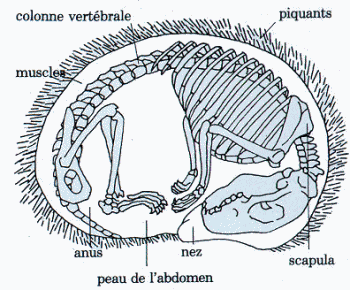 colonne vertébrale
piquants
muscles
anus
nez
scapula
peau de l'abdomen